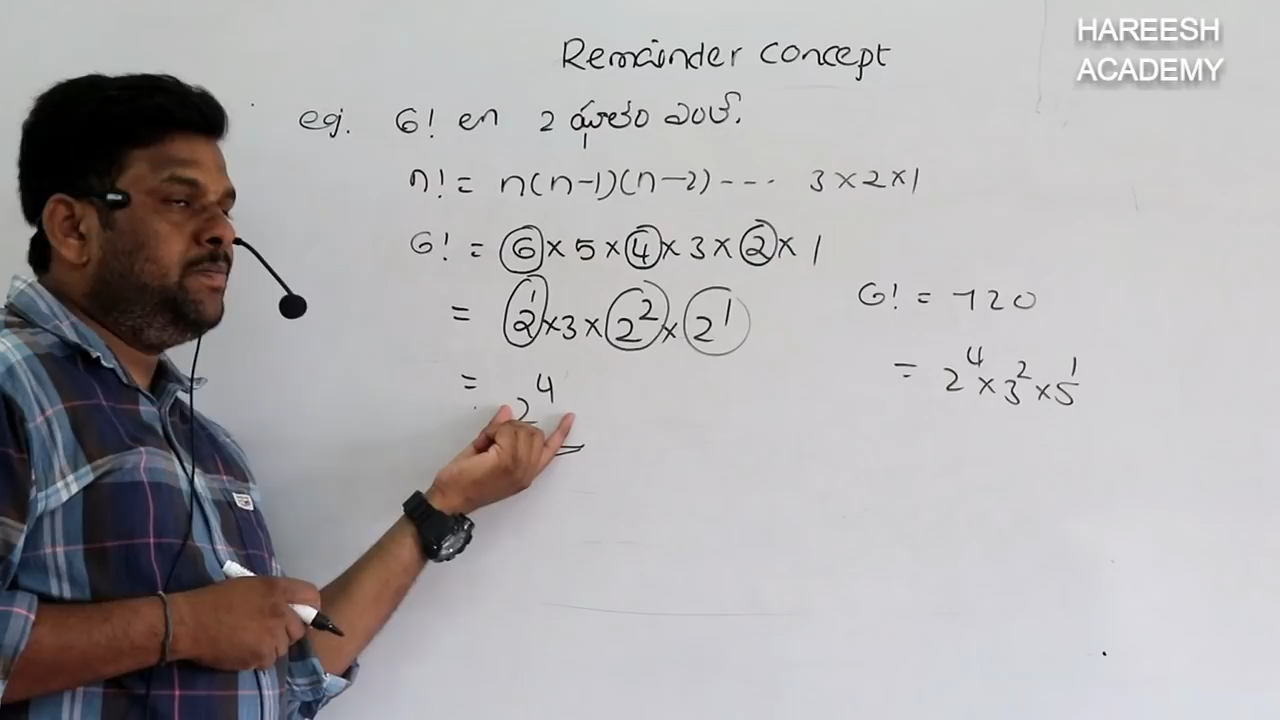 HAREESH
ACADEMY
Remainder concept
eg. 6! లో 2 ఘాతం ఎంత.
n! = n(n-1)(n-2)---- 3×2×1
6! = 6×5×4×3×2×1
= 2¹×3×2²×2¹
= 2⁴
6! = 720
= 2⁴×3²×5¹